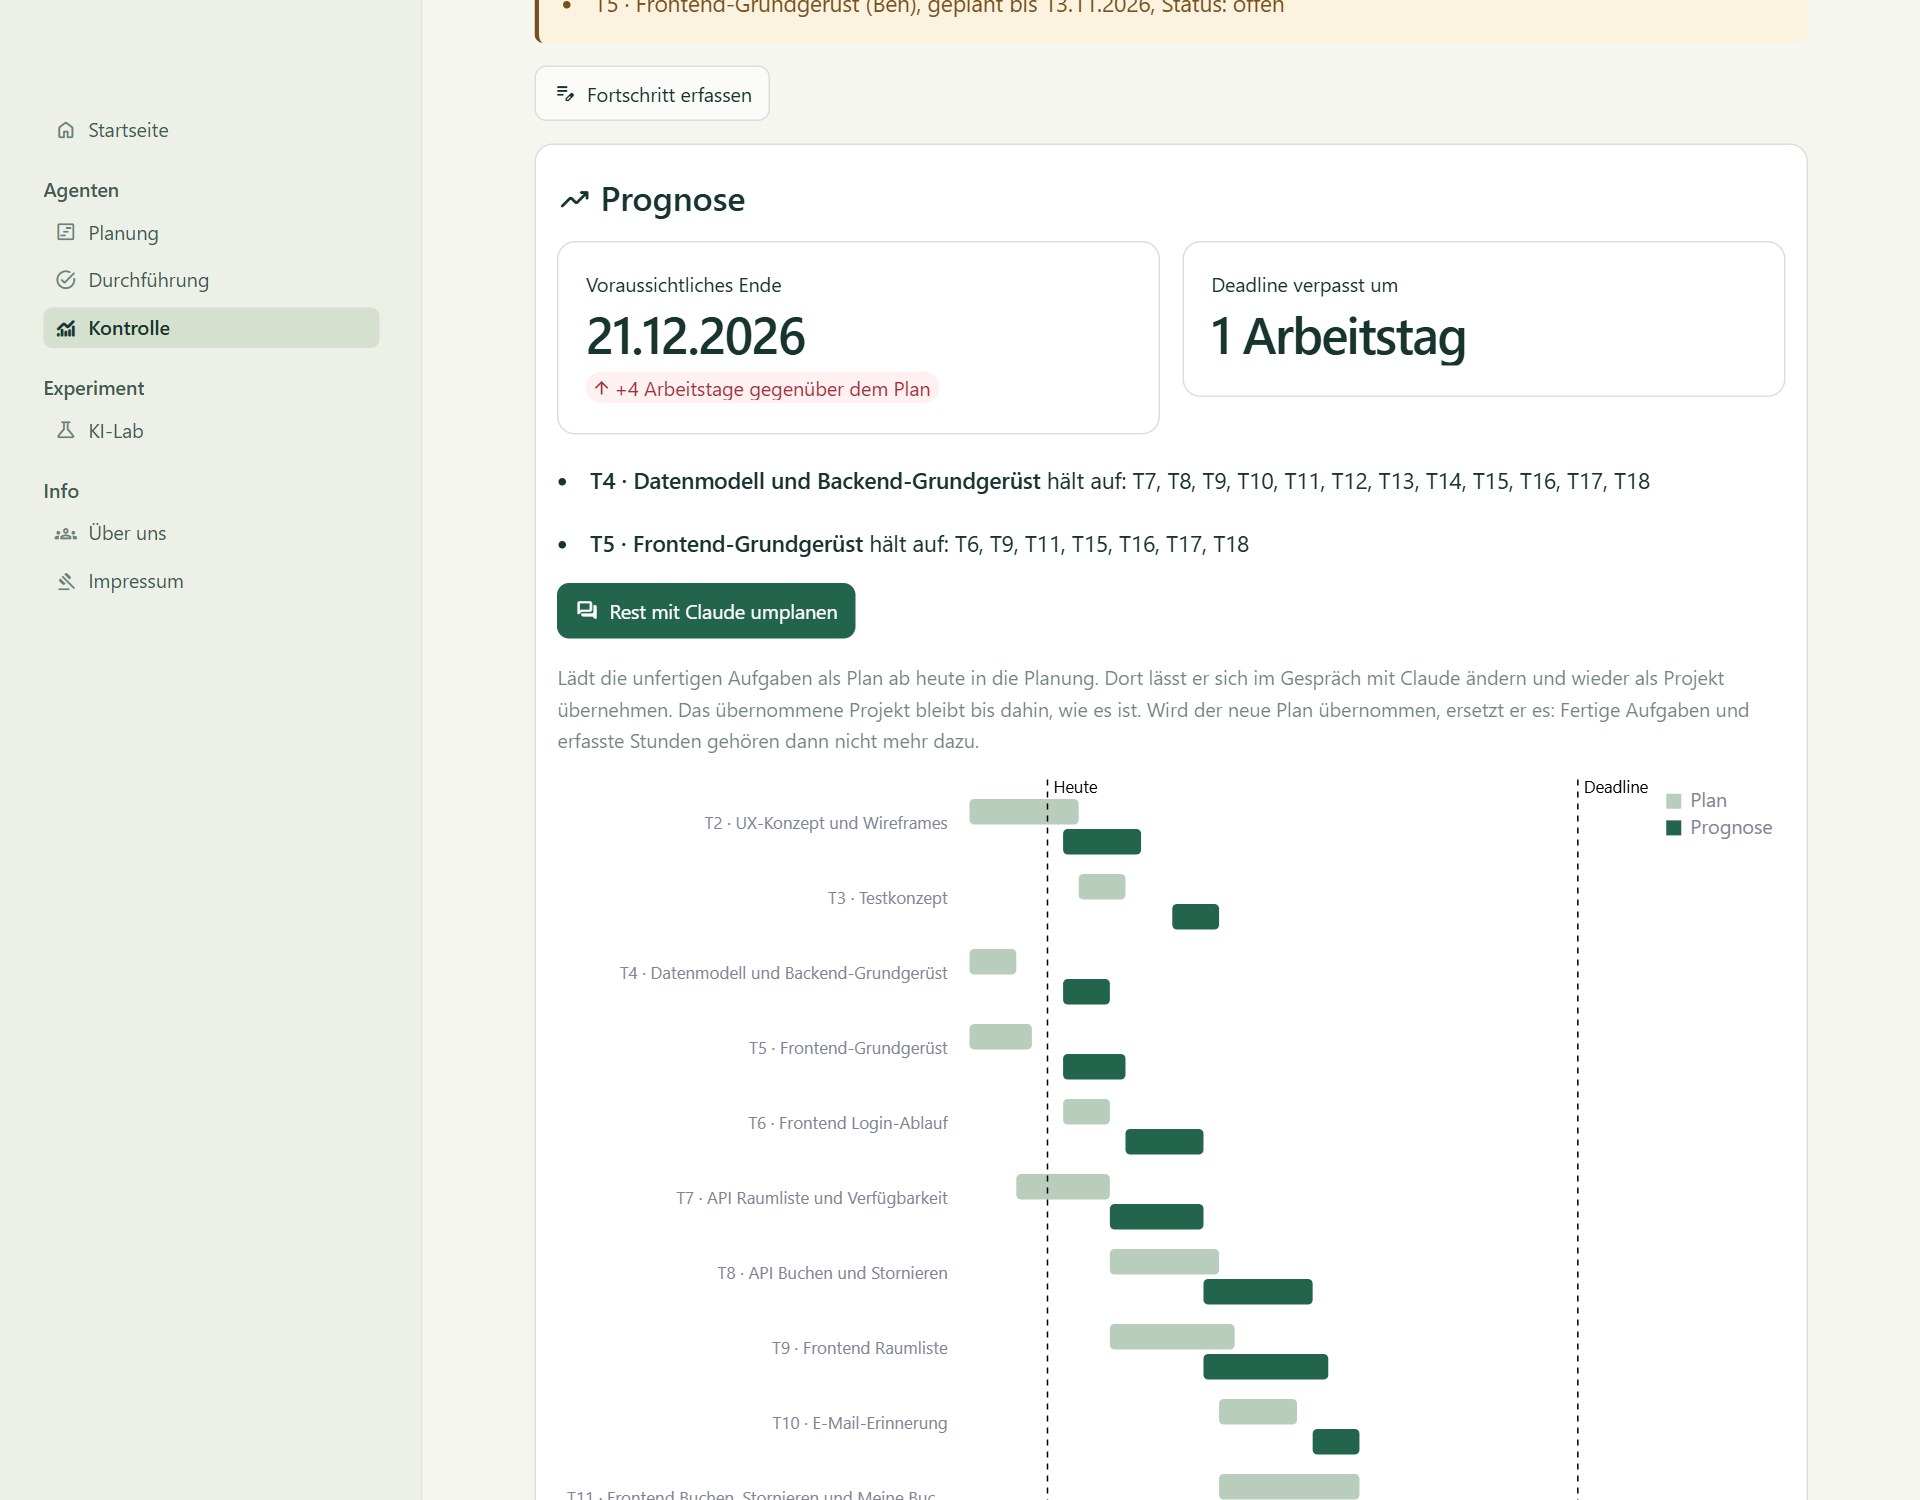 T5 · Frontend-Grundgerüst (Ben), geplant bis 13.11.2026, Status: offen
Fortschritt erfassen
Startseite
Agenten
Planung
Durchführung
Kontrolle
Experiment
KI-Lab
Info
Über uns
Impressum
Prognose
Voraussichtliches Ende
21.12.2026
+4 Arbeitstage gegenüber dem Plan
Deadline verpasst um
1 Arbeitstag
T4 · Datenmodell und Backend-Grundgerüst hält auf: T7, T8, T9, T10, T11, T12, T13, T14, T15, T16, T17, T18
T5 · Frontend-Grundgerüst hält auf: T6, T9, T11, T15, T16, T17, T18
Rest mit Claude umplanen
Lädt die unfertigen Aufgaben als Plan ab heute in die Planung. Dort lässt er sich im Gespräch mit Claude ändern und wieder als Projekt
übernehmen. Das übernommene Projekt bleibt bis dahin, wie es ist. Wird der neue Plan übernommen, ersetzt er es: Fertige Aufgaben und
erfasste Stunden gehören dann nicht mehr dazu.
Heute
Deadline
Plan
Prognose
T2 · UX-Konzept und Wireframes
T3 · Testkonzept
T4 · Datenmodell und Backend-Grundgerüst
T5 · Frontend-Grundgerüst
T6 · Frontend Login-Ablauf
T7 · API Raumliste und Verfügbarkeit
T8 · API Buchen und Stornieren
T9 · Frontend Raumliste
T10 · E-Mail-Erinnerung
T11 · Frontend Buchen, Stornieren und Meine Buc…